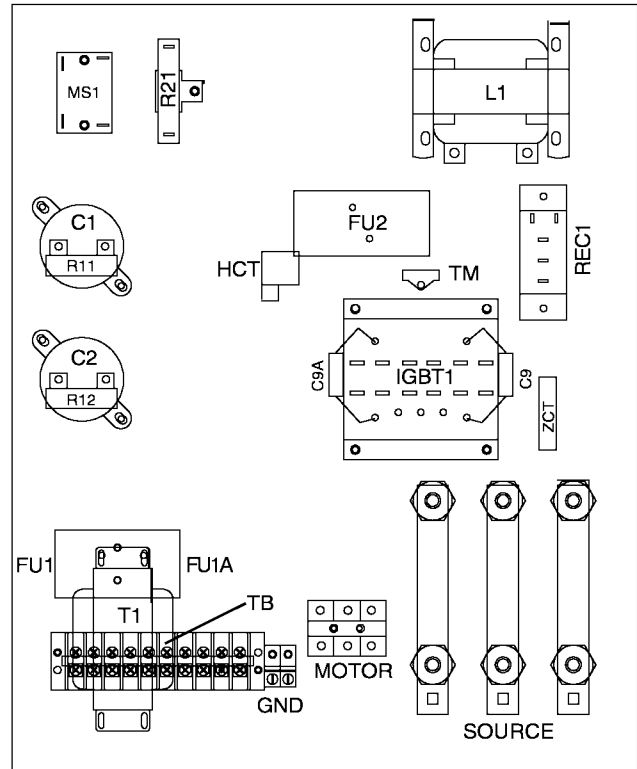 MS1
R21
L1
C1
R11
FU2
HCT
TM
REC1
C2
R12
C9A
IGBT1
C9
ZCT
FU1
FU1A
T1
TB
MOTOR
GND
SOURCE